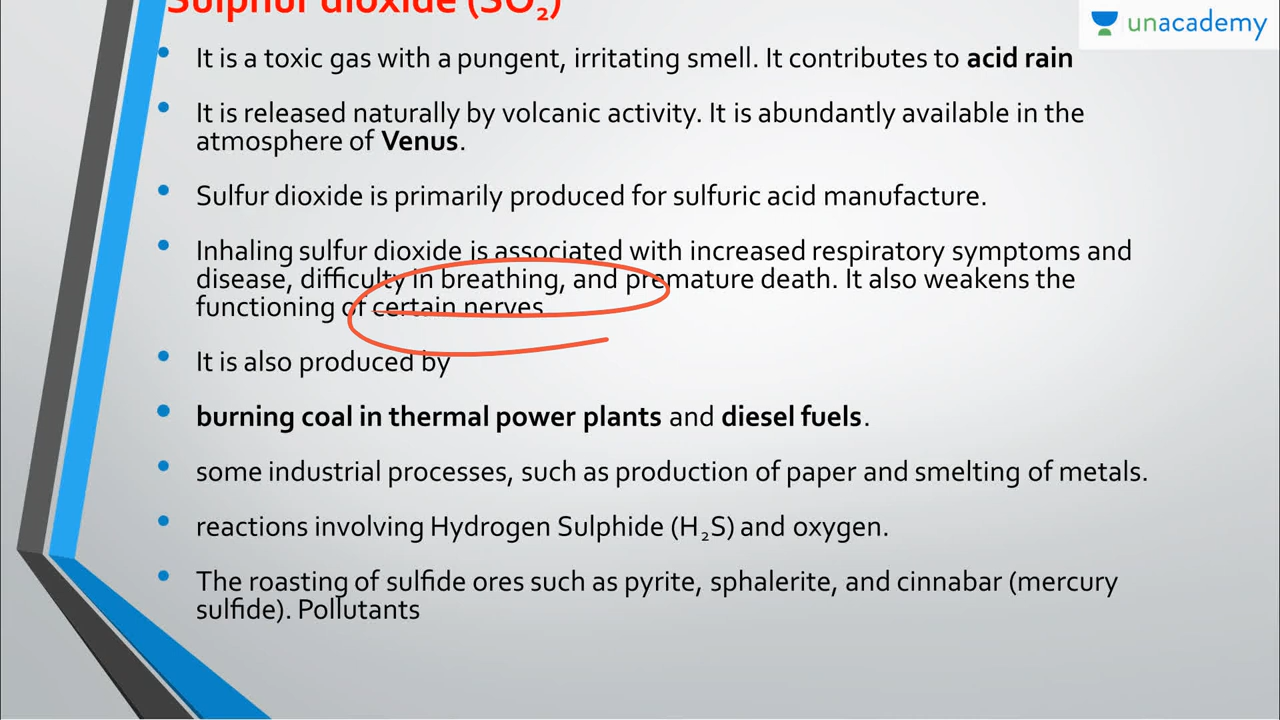 Sulphur dioxide (SO₂)
unacademy
It is a toxic gas with a pungent, irritating smell. It contributes to acid rain
It is released naturally by volcanic activity. It is abundantly available in the
atmosphere of Venus.
Sulfur dioxide is primarily produced for sulfuric acid manufacture.
Inhaling sulfur dioxide is associated with increased respiratory symptoms and
disease, difficulty in breathing, and premature death. It also weakens the
functioning of certain nerves.
It is also produced by
burning coal in thermal power plants and diesel fuels.
some industrial processes, such as production of paper and smelting of metals.
reactions involving Hydrogen Sulphide (H₂S) and oxygen.
The roasting of sulfide ores such as pyrite, sphalerite, and cinnabar (mercury
sulfide). Pollutants